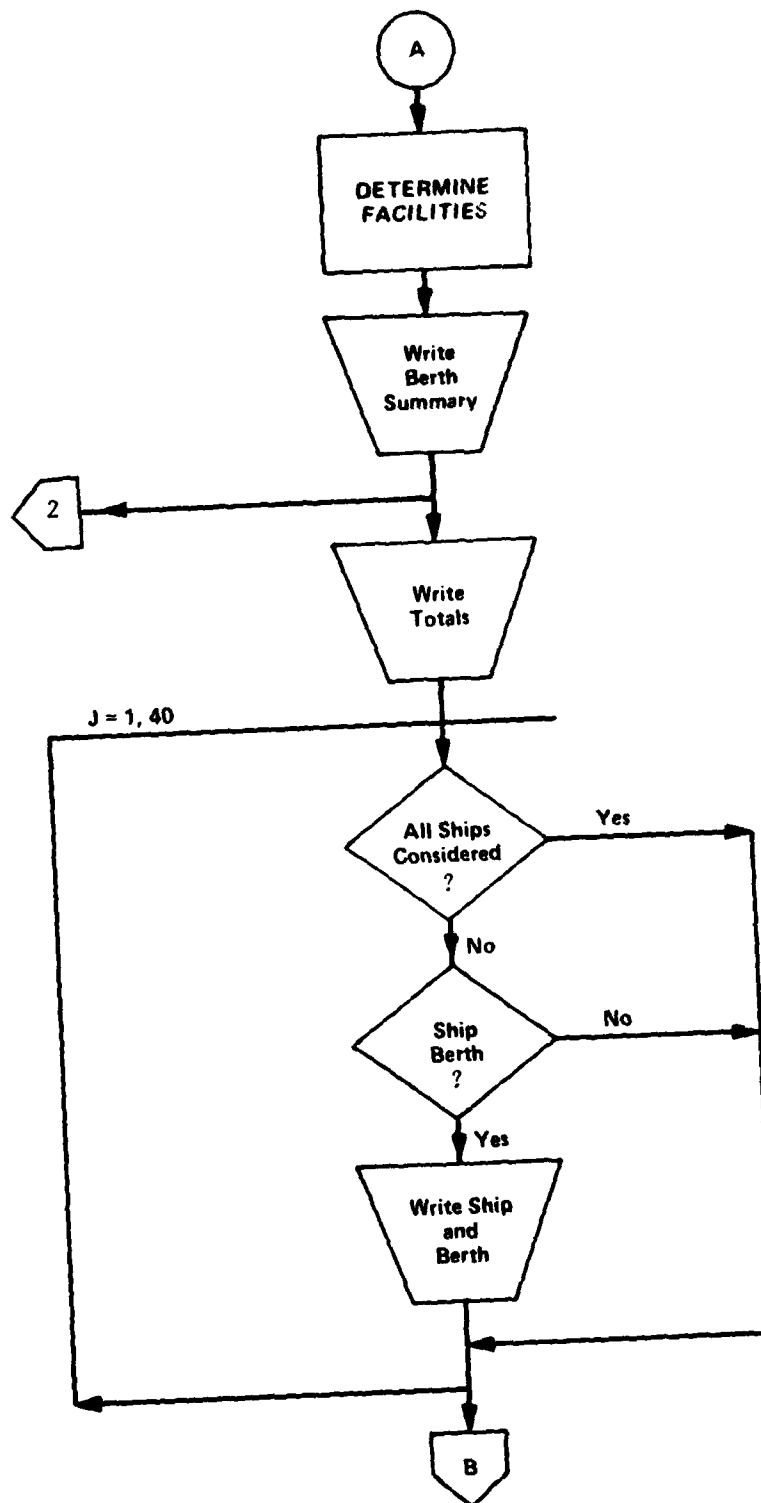 A
DETERMINE
FACILITIES
Write
Berth
Summary
2
Write
Totals
J = 1, 40
All Ships
Considered
?
Yes
No
Ship
Berth
?
No
Yes
Write Ship
and
Berth
B